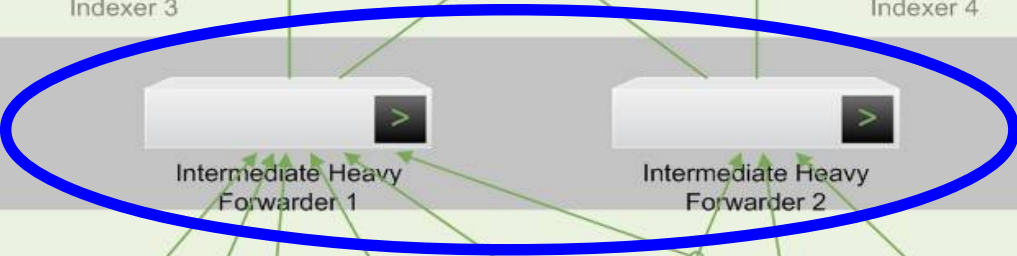 Indexer 3
Indexer 4
>
>
Intermediate Heavy
Forwarder 1
Intermediate Heavy
Forwarder 2